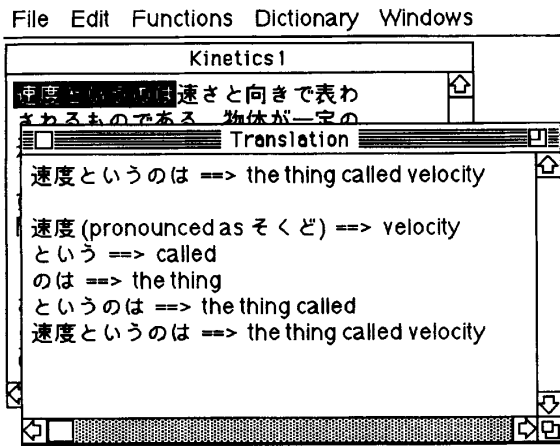 File Edit Functions Dictionary Windows
Kinetics1
速度というのは速さと向きで表わ
されるものである 物体が一定の
Translation
速度というのは ==> the thing called velocity
速度 (pronounced as そくど) ==> velocity
という ==> called
のは ==> the thing
というのは ==> the thing called
速度というのは ==> the thing called velocity